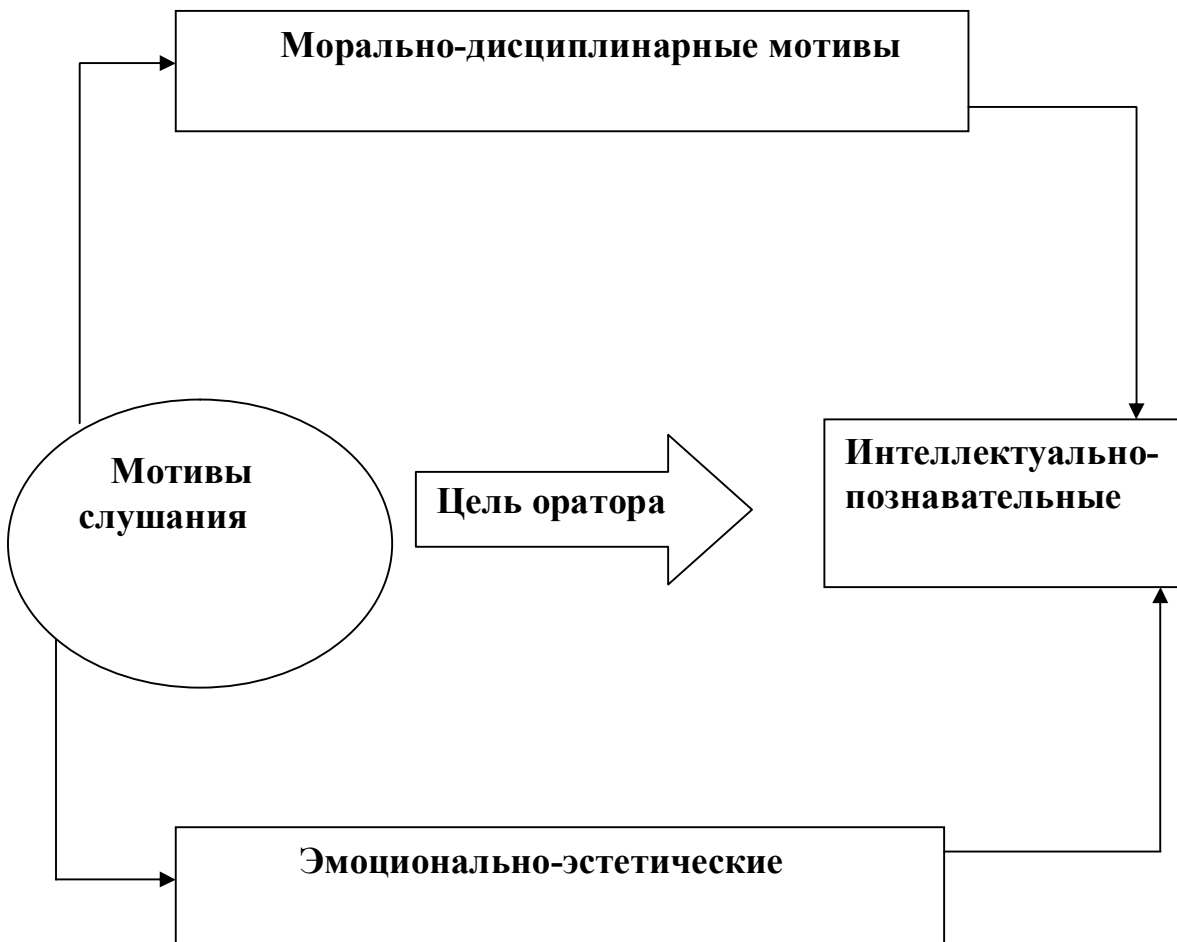 Морально-дисциплинарные мотивы
Мотивы
слушания
Цель оратора
Интеллектуально-
познавательные
Эмоционально-эстетические